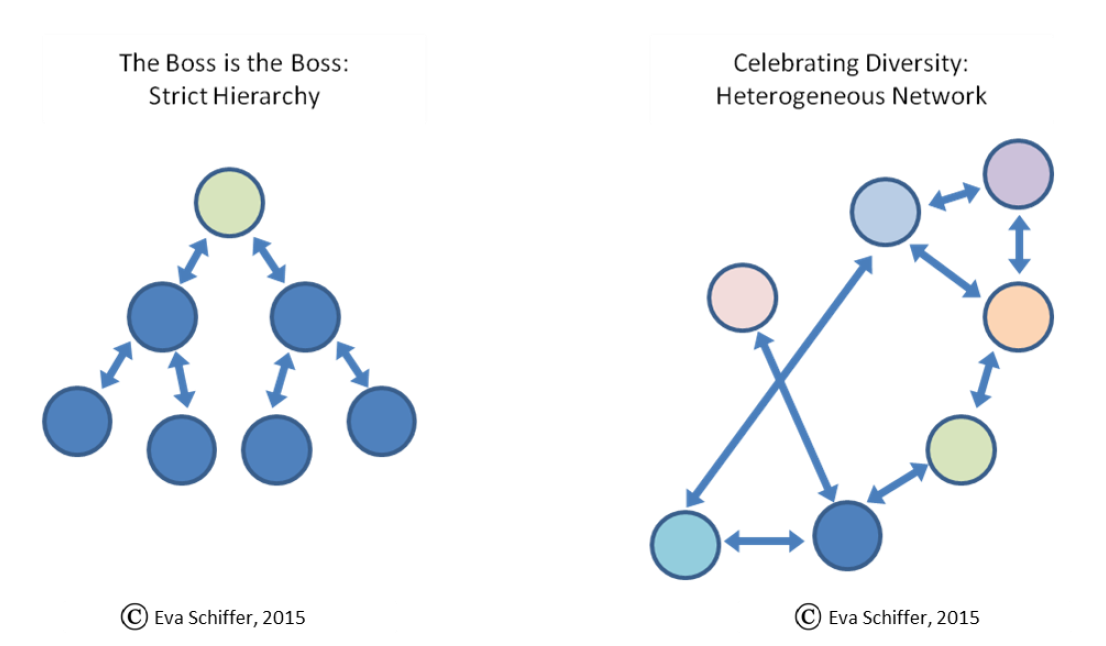 The Boss is the Boss:
Strict Hierarchy
Celebrating Diversity:
Heterogeneous Network
© Eva Schiffer, 2015
© Eva Schiffer, 2015